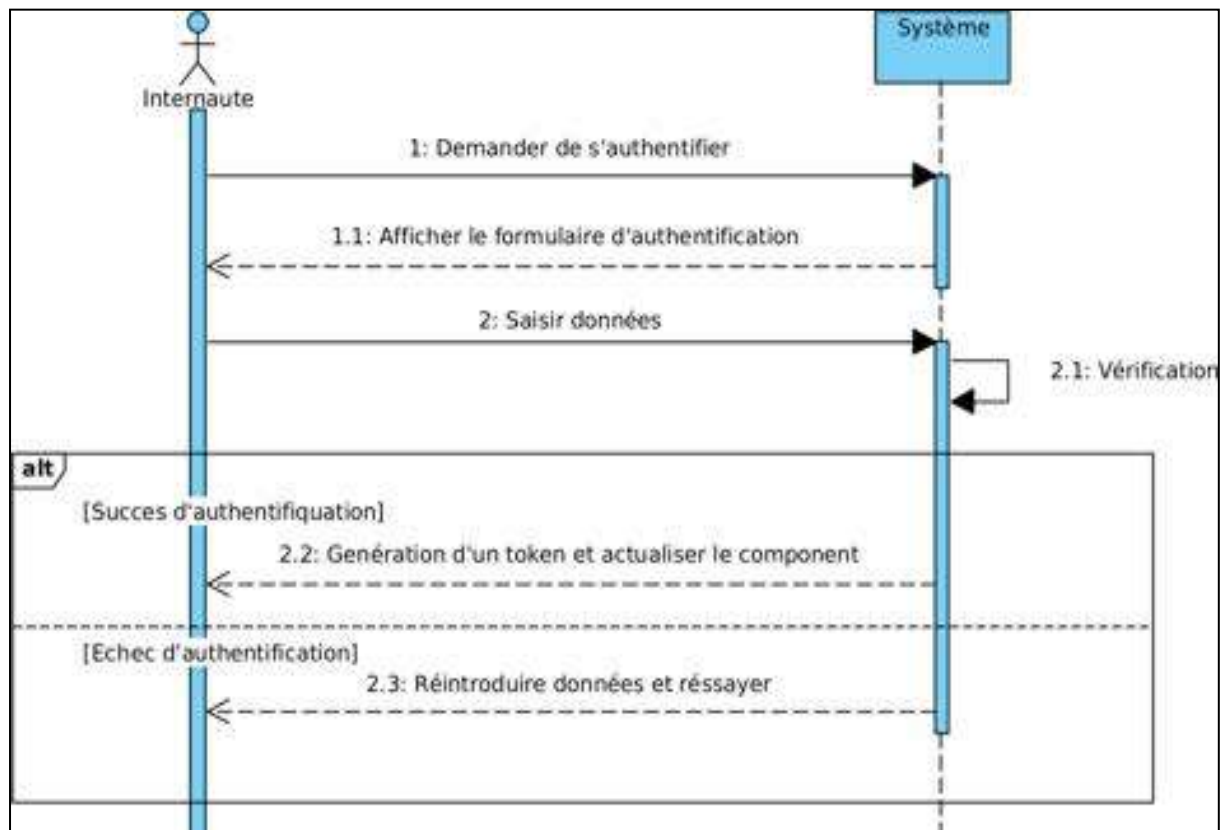 Système
Internaute
1: Demander de s'authentifier
1.1: Afficher le formulaire d'authentification
2: Saisir données
2.1: Vérification
alt
[Succes d'authentifiquation]
2.2: Genération d'un token et actualiser le component
[Echec d'authentification]
2.3: Réintroduire données et réssayer